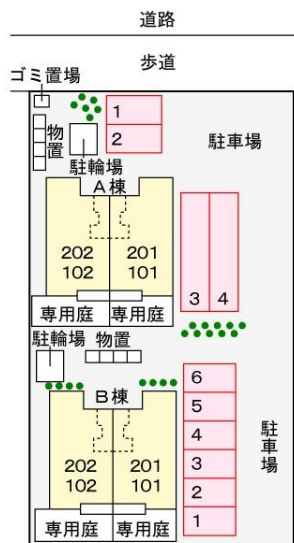 道路
歩道
ゴミ置場
物置
1
2
駐車場
駐輪場
A棟
202 201
102 101
3 4
専用庭 専用庭
駐輪場 物置
6
5
4
3
2
1
駐車場
B棟
202 201
102 101
専用庭 専用庭